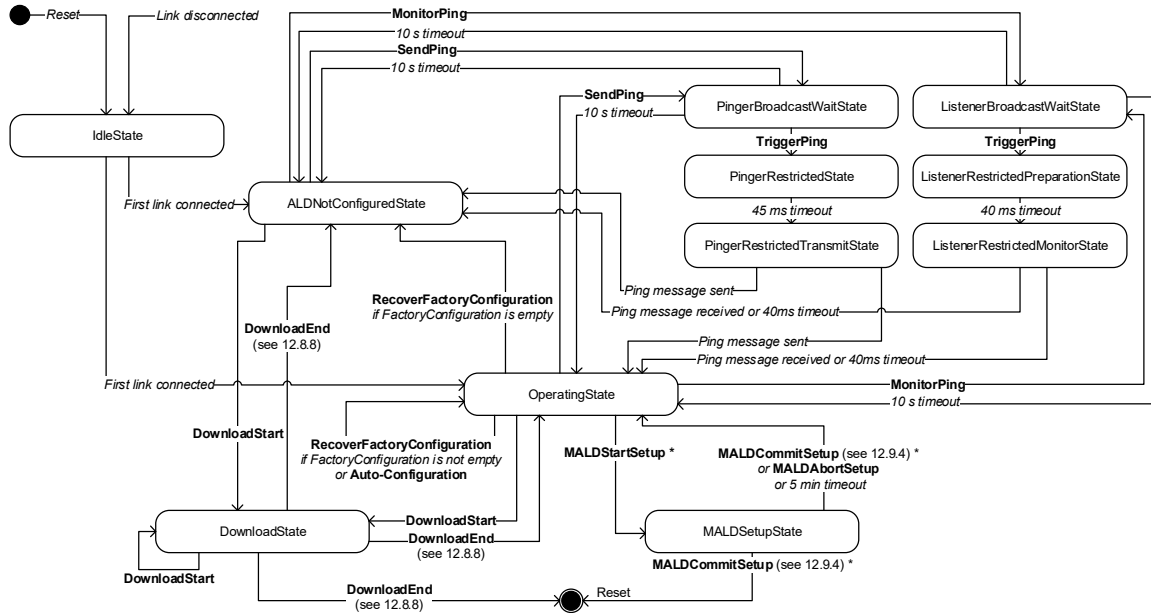 Reset
Link disconnected
MonitorPing
10 s timeout
SendPing
10 s timeout
SendPing
10 s timeout
PingerBroadcastWaitState
ListenerBroadcastWaitState
IdleState
TriggerPing
TriggerPing
PingerRestrictedState
ListenerRestrictedPreparationState
First link connected
ALDNotConfiguredState
45 ms timeout
40 ms timeout
PingerRestrictedTransmitState
ListenerRestrictedMonitorState
RecoverFactoryConfiguration
if FactoryConfiguration is empty
Ping message sent
Ping message received or 40ms timeout
DownloadEnd
(see 12.8.8)
Ping message sent
Ping message received or 40ms timeout
First link connected
OperatingState
MonitorPing
10 s timeout
DownloadStart
RecoverFactoryConfiguration
if FactoryConfiguration is not empty
or Auto-Configuration
MALDStartSetup *
MALDCommitSetup (see 12.9.4) *
or MALDAbortSetup
or 5 min timeout
DownloadState
DownloadStart
DownloadEnd
(see 12.8.8)
MALDSetupState
DownloadStart
MALDCommitSetup (see 12.9.4) *
DownloadEnd
(see 12.8.8)
Reset